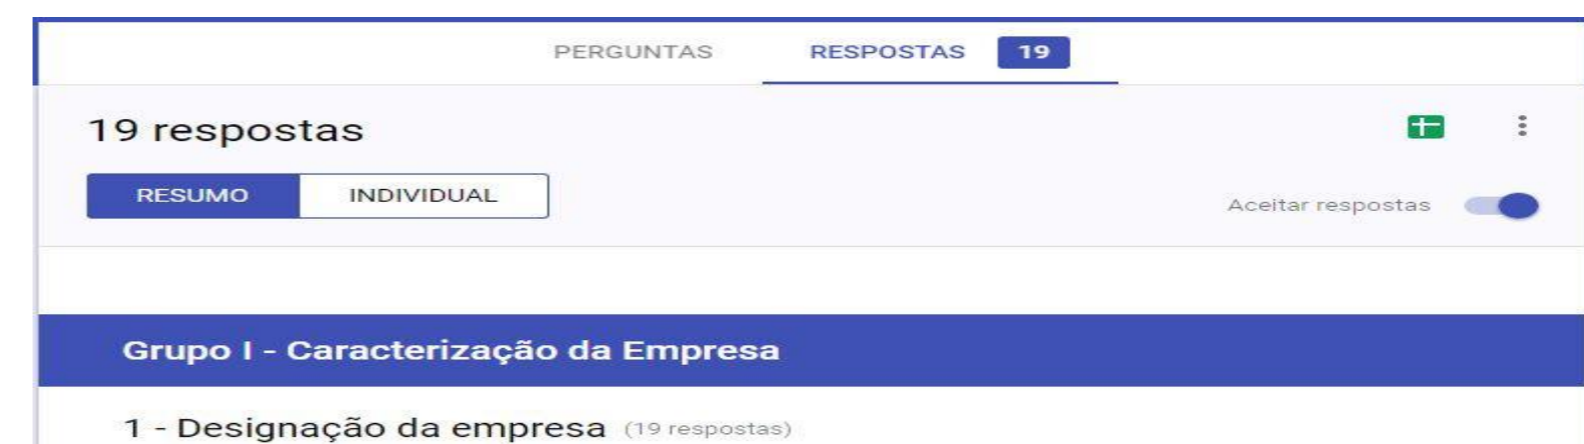 PERGUNTAS RESPOSTAS 19
19 respostas
RESUMO INDIVIDUAL
Aceitar respostas
Grupo I - Caracterização da Empresa
1 - Designação da empresa (19 respostas)